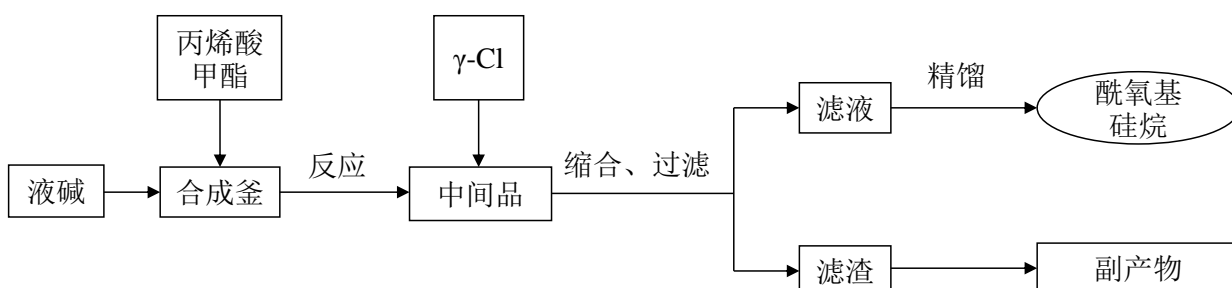 丙烯酸
甲酯
γ-Cl
液碱
合成釜
反应
中间品
缩合、过滤
滤液
精馏
酰氧基
硅烷
滤渣
副产物